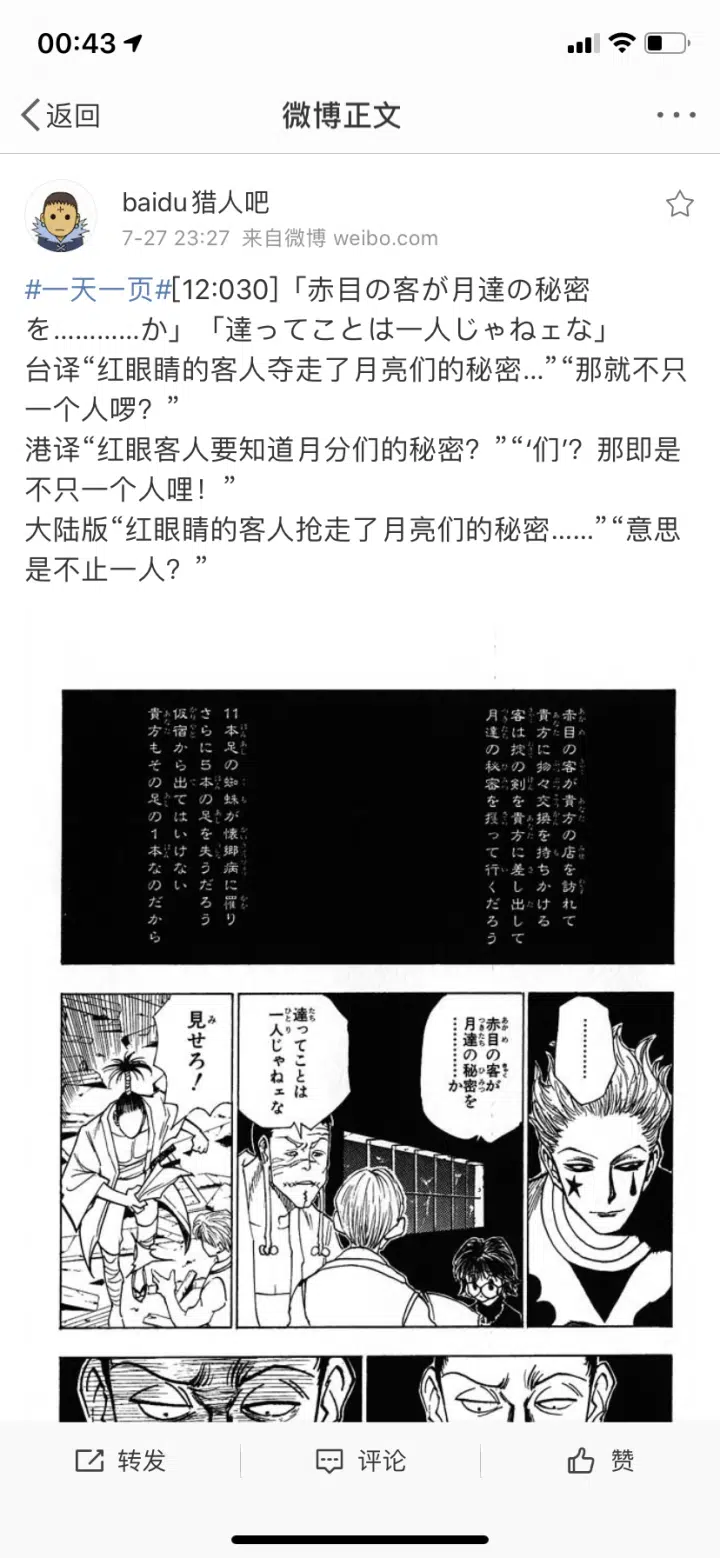 00:43
返回
微博正文
baidu猎人吧
7-27 23:27 来自微博 weibo.com
#一天一页#[12:030]「赤目の客が月達の秘密
を…………か」「達ってことは一人じゃねェな」
台译“红眼睛的客人夺走了月亮们的秘密…”“那就不只
一个人啰？”
港译“红眼客人要知道月分们的秘密？”“‘们’？那即是
不只一个人哩！”
大陆版“红眼睛的客人抢走了月亮们的秘密……”“意思
是不止一人？”
赤目の客が貴方の店を訪れて
貴方に物々交換を持ちかける
客は掟の剣を貴方に差し出して
月達の秘密を攫って行くだろう
11本足の蜘蛛が懐郷病に罹り
さらに5本の足を失うだろう
仮宿から出てはいけない
貴方もその足の1本なのだから
…………
赤目の客が
月達の秘密を
…………か
達ってことは
一人じゃねェな
見せろ！
转发
评论
赞